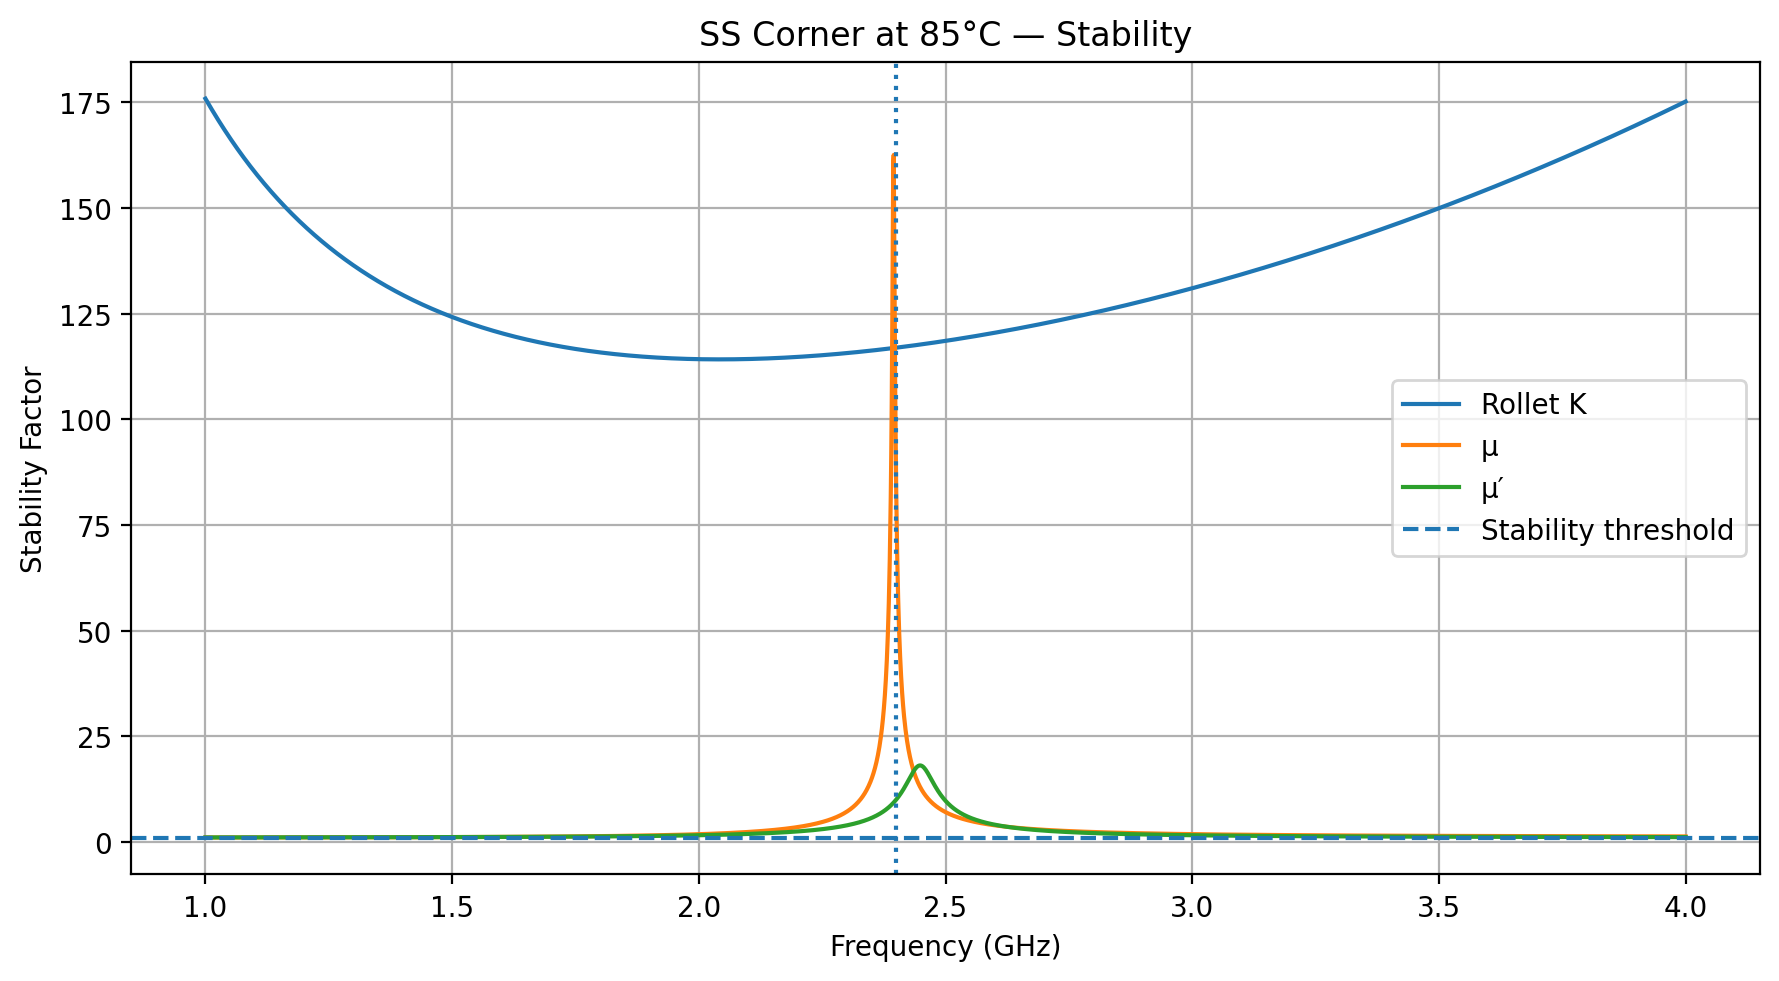 SS Corner at 85°C — Stability
Stability Factor
175
150
125
100
75
50
25
0
Rollet K
μ
μ′
Stability threshold
1.0 1.5 2.0 2.5 3.0 3.5 4.0
Frequency (GHz)